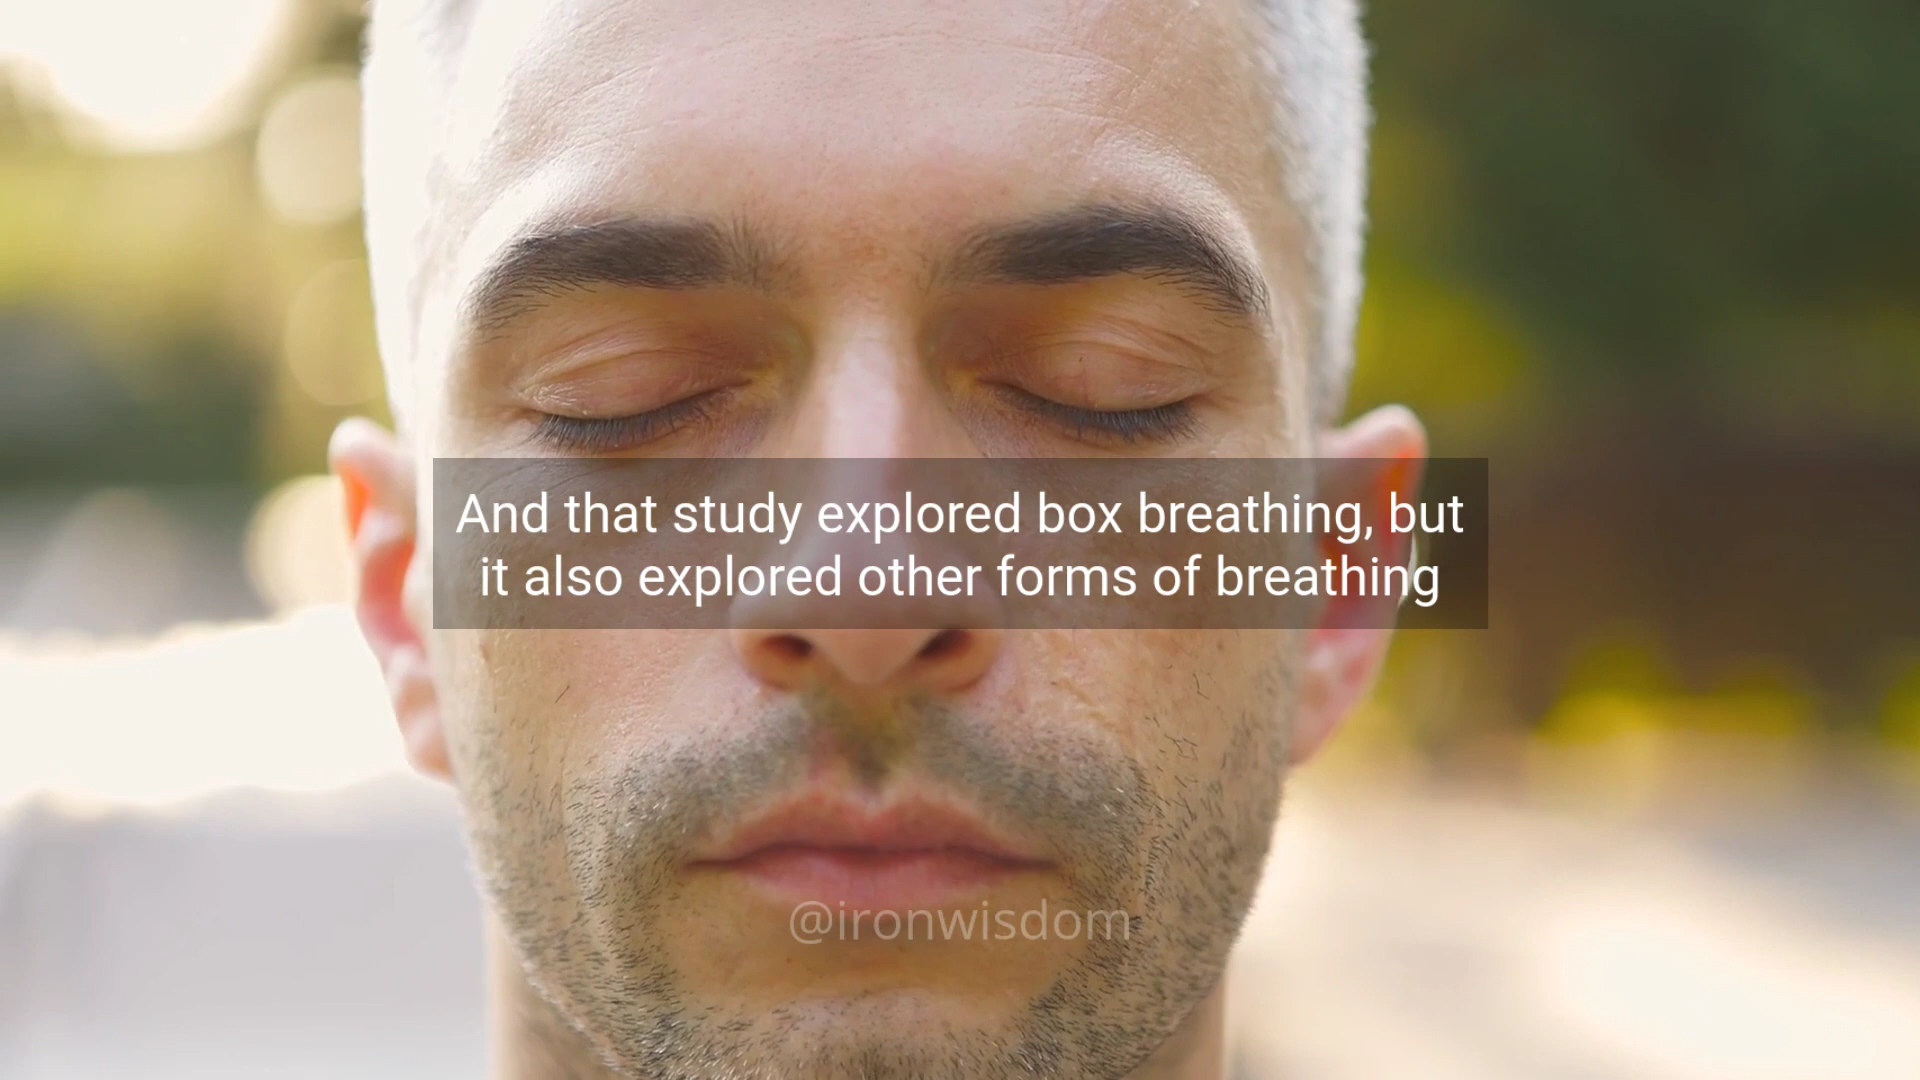 And that study explored box breathing, but
it also explored other forms of breathing
@ironwisdom